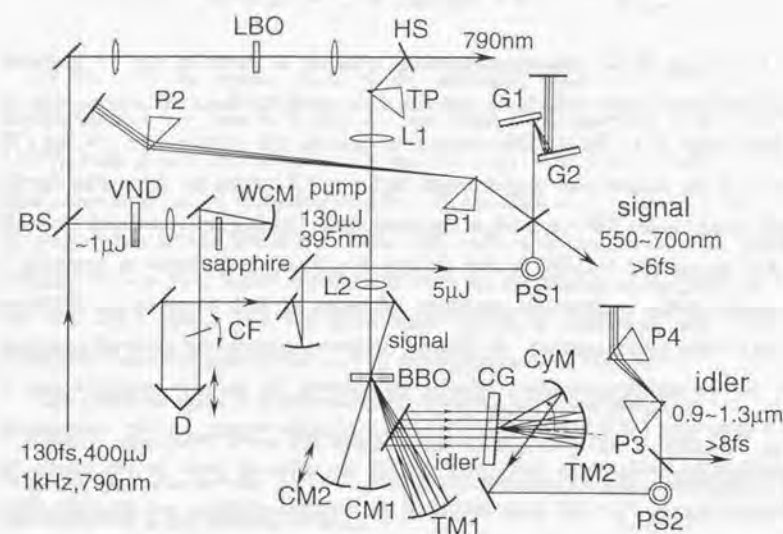 LBO
HS
790nm
P2
TP
G1
L1
G2
VND
WCM
pump
130μJ
395nm
P1
BS
~1μJ
sapphire
signal
550~700nm
>6fs
L2
5μJ
PS1
CF
signal
BBO
CG
CyM
P4
D
idler
0.9~1.3μm
>8fs
P3
130fs,400μJ
1kHz,790nm
idler
CM2
CM1
TM1
TM2
PS2